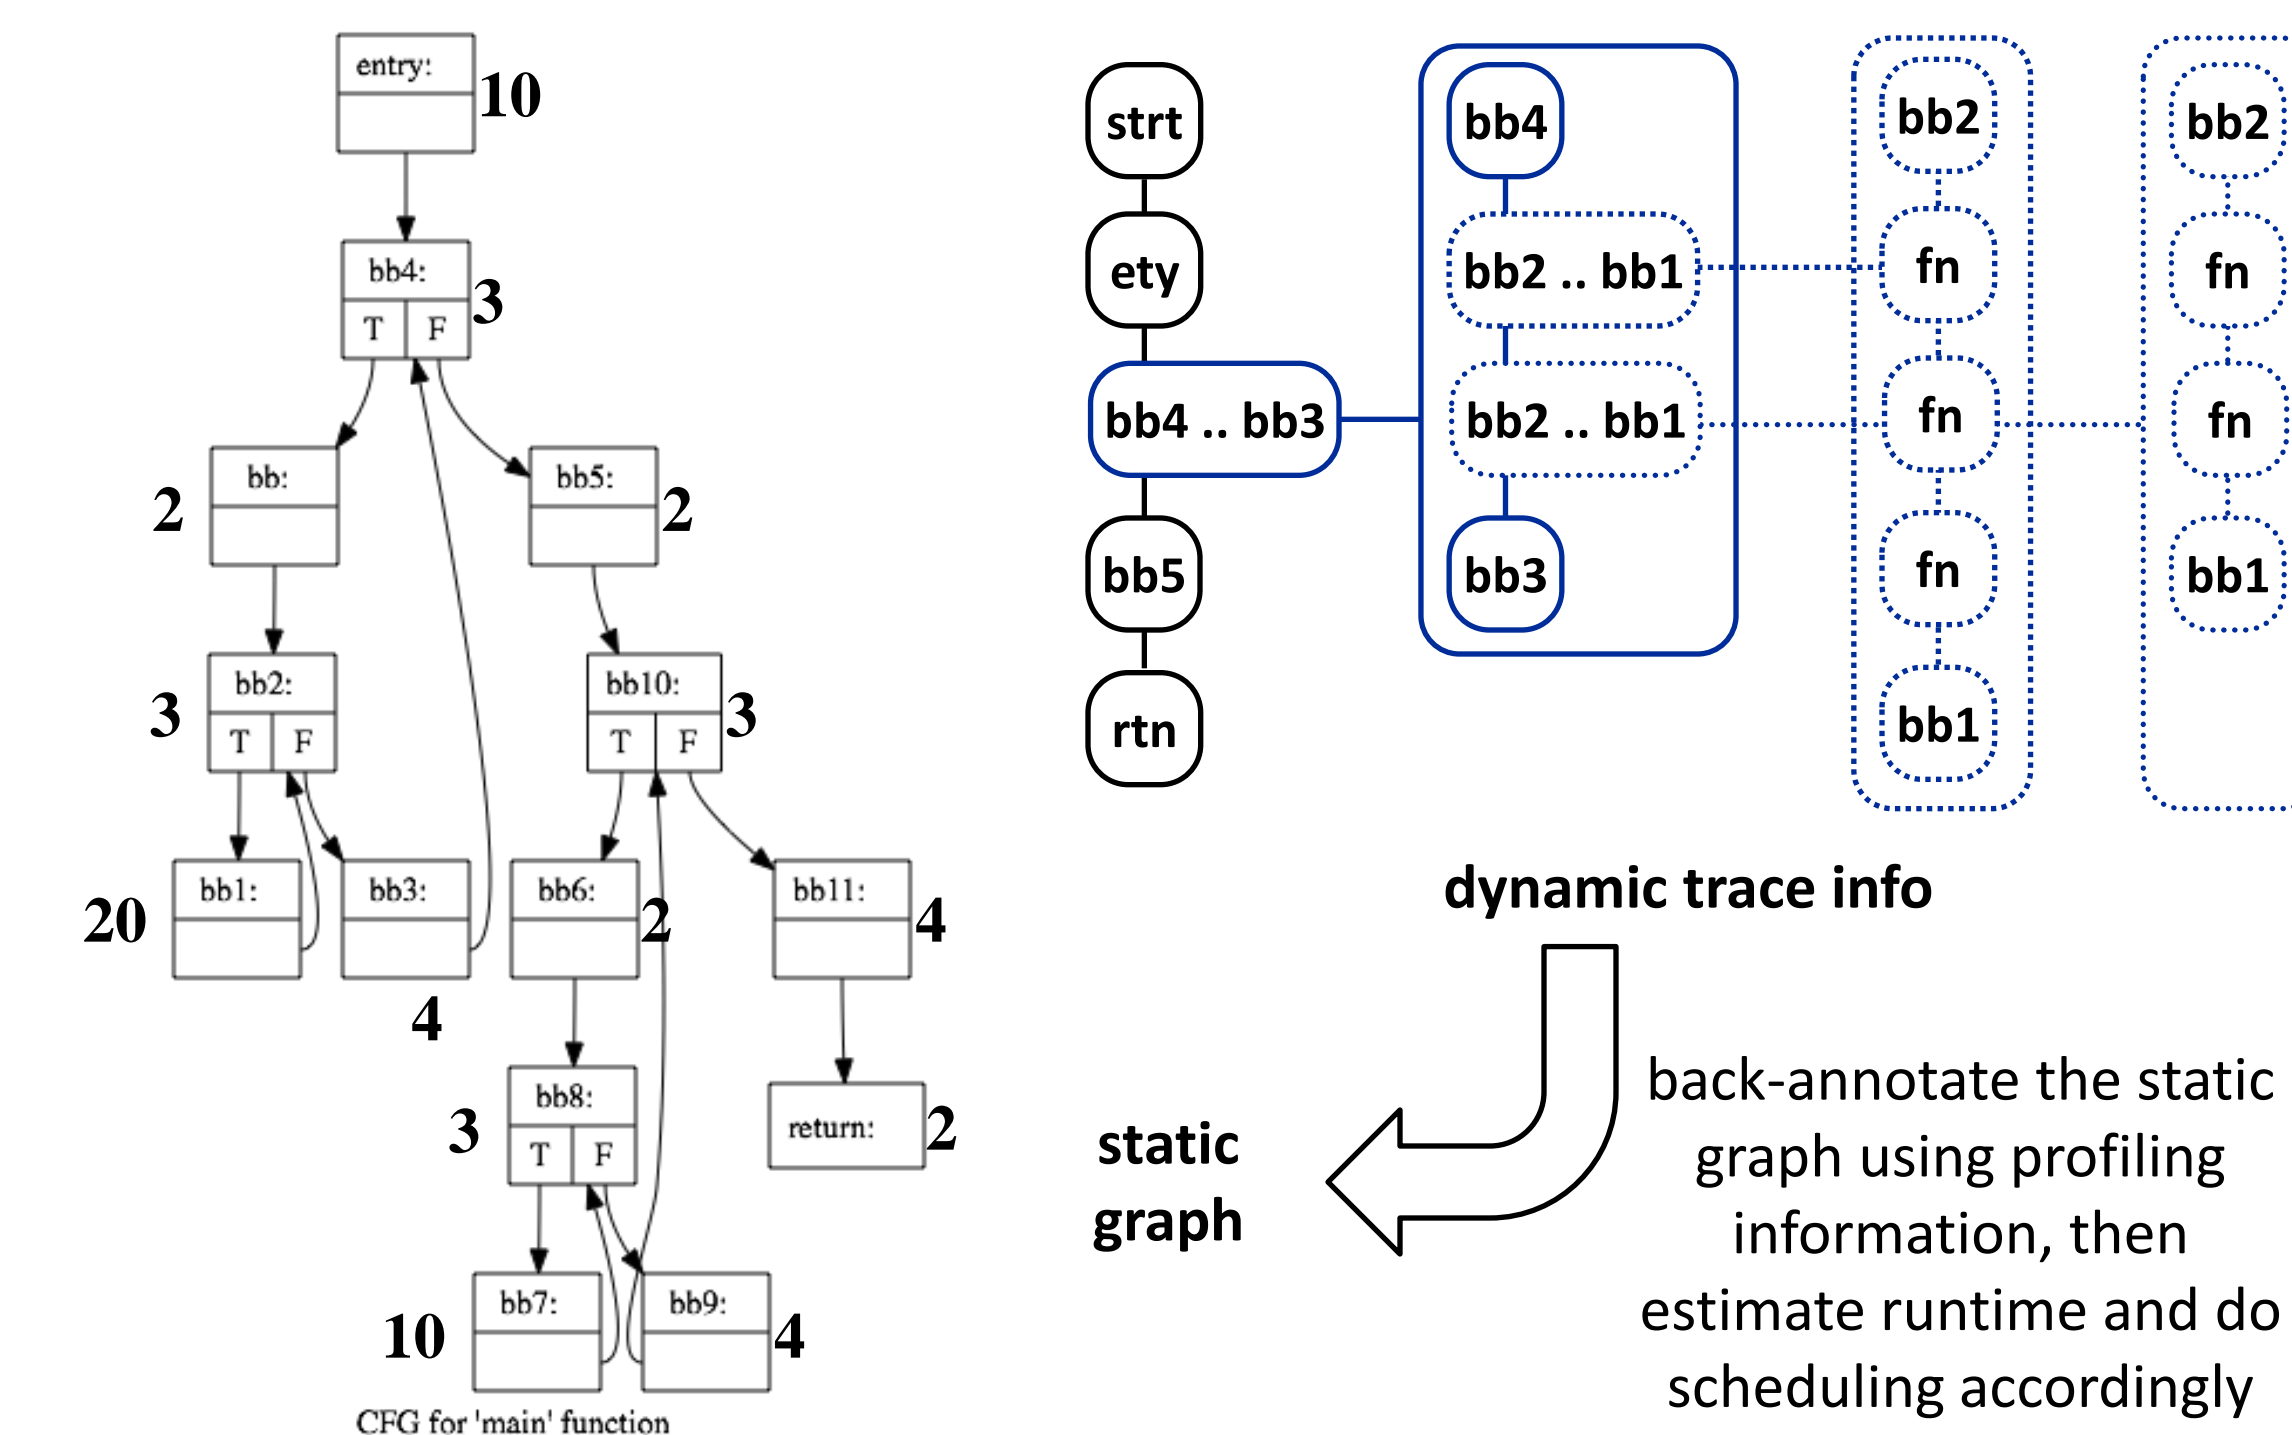 entry:
10
bb4:
3
T F
bb:
2
bb5:
2
bb2:
3
T F
bb10:
3
T F
bb1:
20
bb3:
4
bb6:
2
bb11:
4
bb8:
3
T F
return:
2
bb7:
10
bb9:
4
CFG for 'main' function
strt
ety
bb4 .. bb3
bb5
rtn
bb4
bb2 .. bb1
bb2 .. bb1
bb3
bb2
fn
fn
fn
bb1
bb2
fn
fn
bb1
dynamic trace info
static
graph
back-annotate the static
graph using profiling
information, then
estimate runtime and do
scheduling accordingly